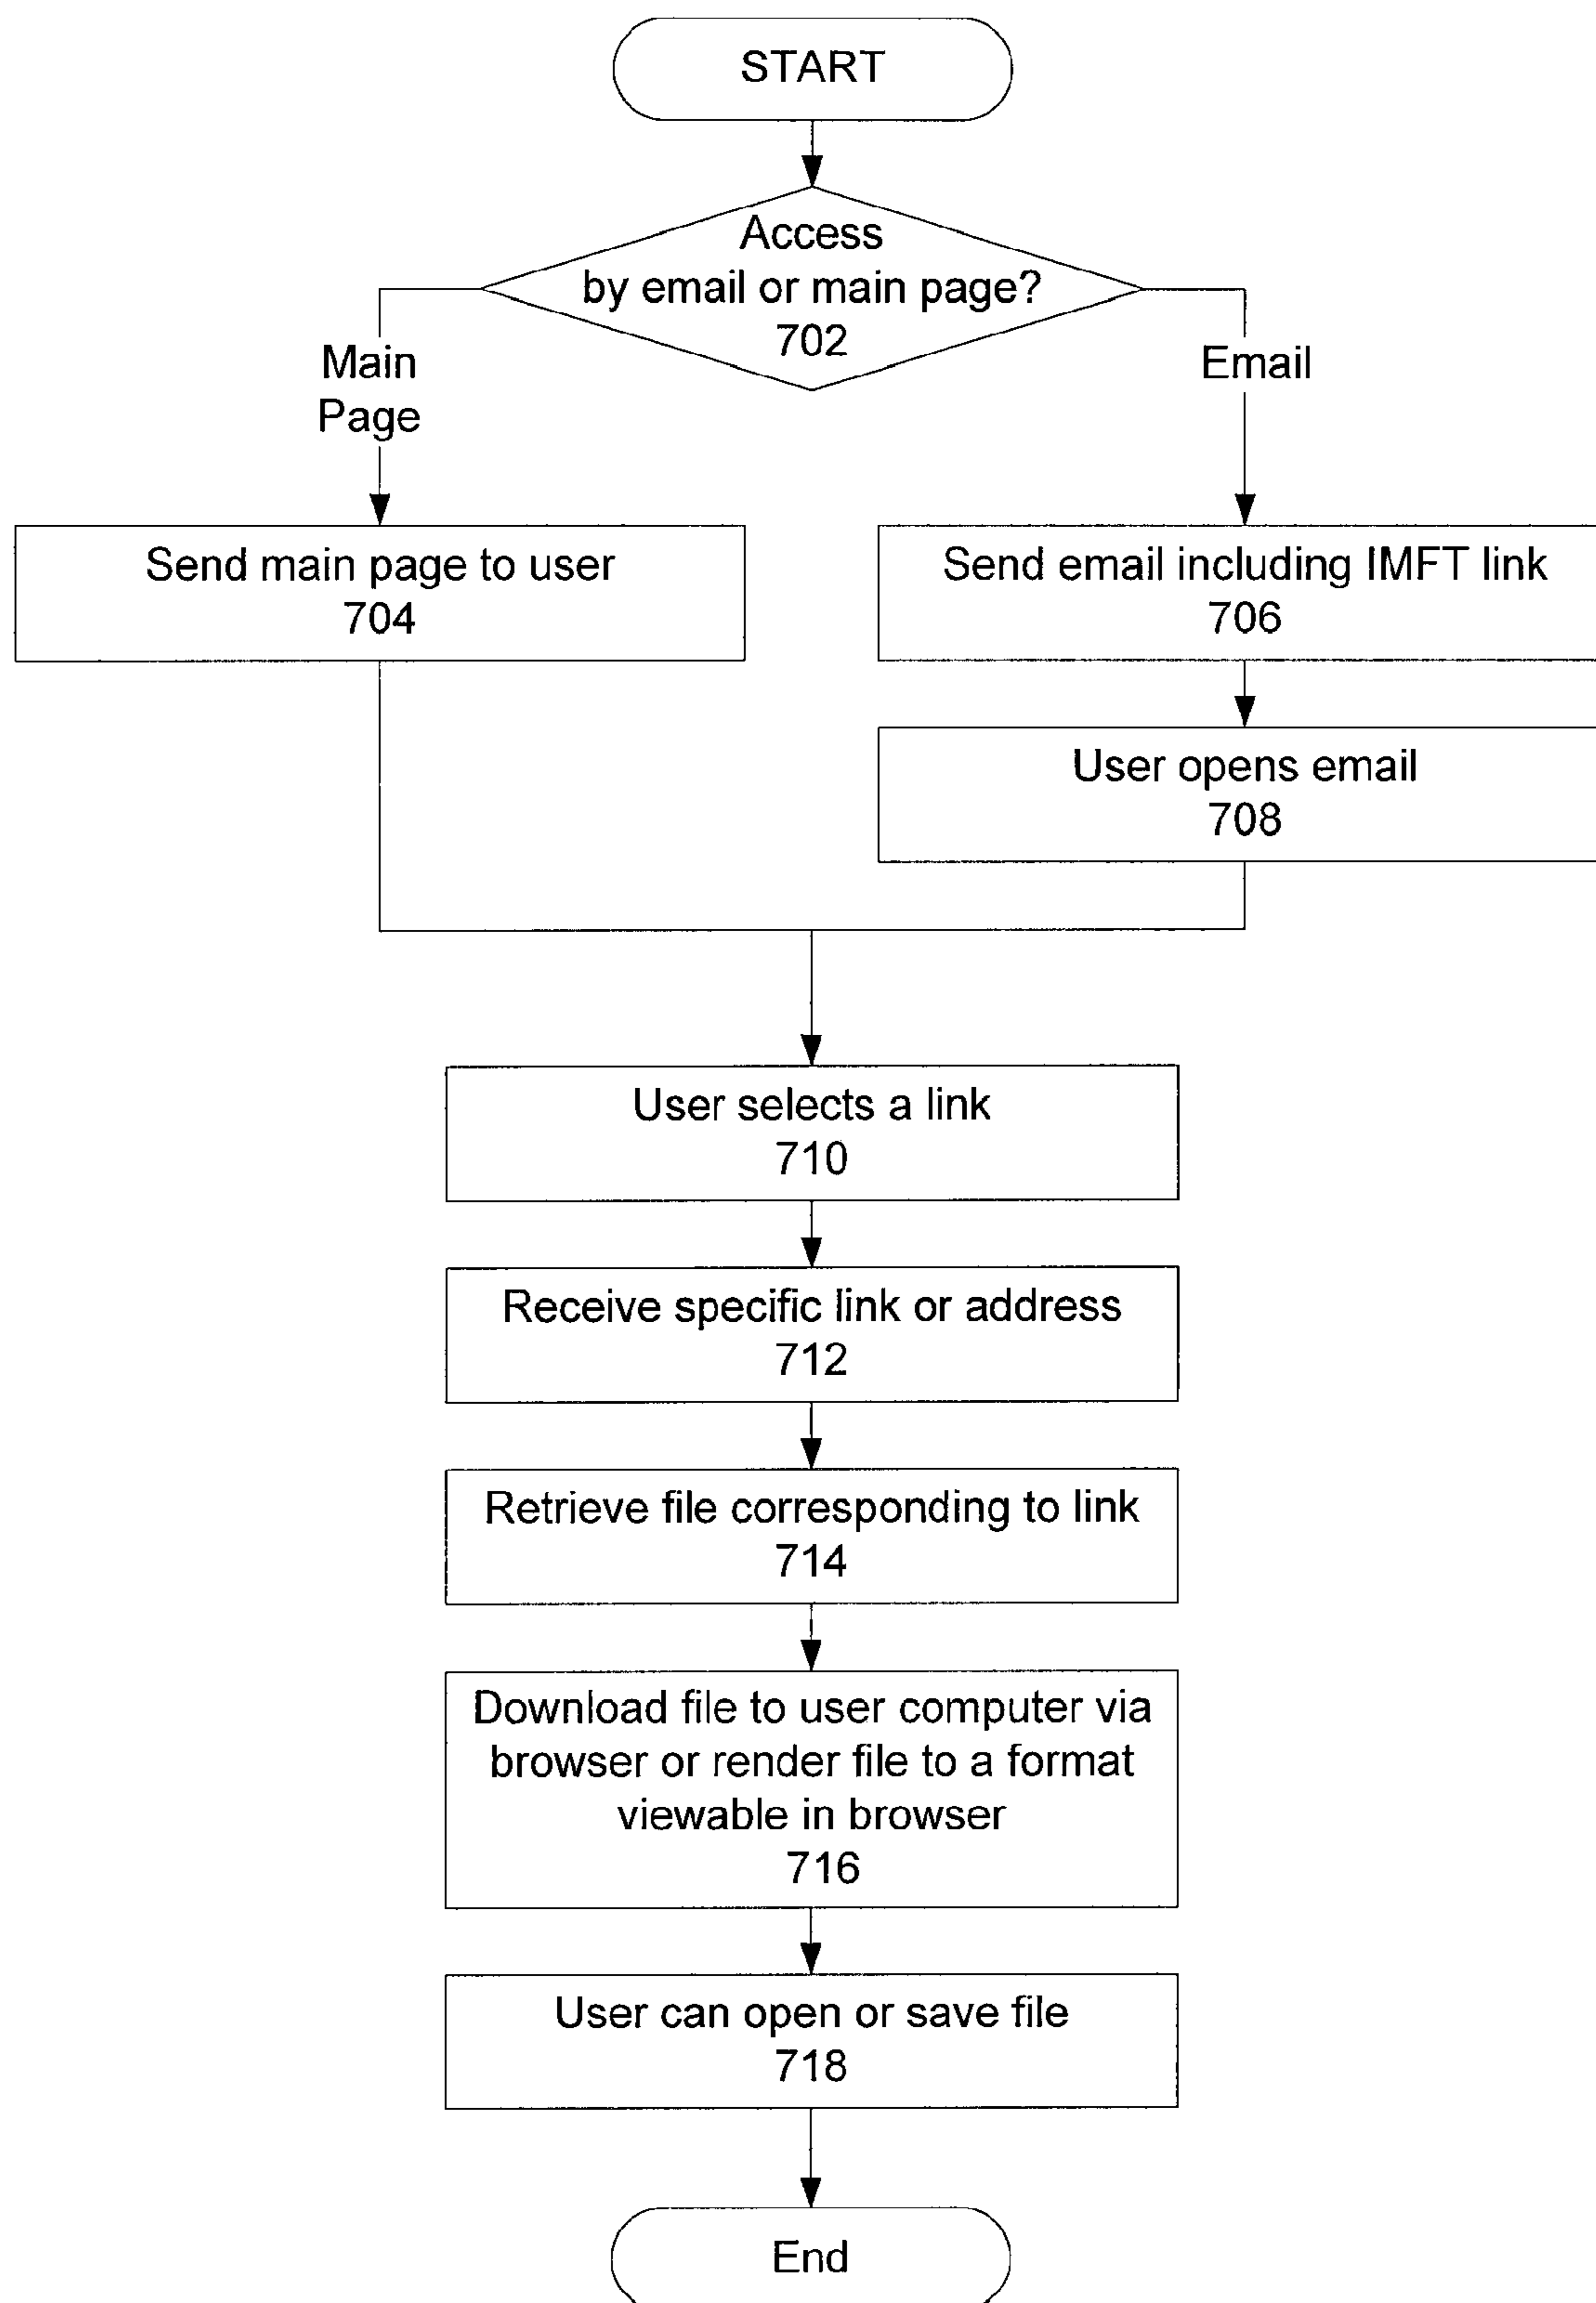 START
Access
by email or main page?
702
Main
Page
Email
Send main page to user
704
Send email including IMFT link
706
User opens email
708
User selects a link
710
Receive specific link or address
712
Retrieve file corresponding to link
714
Download file to user computer via
browser or render file to a format
viewable in browser
716
User can open or save file
718
End